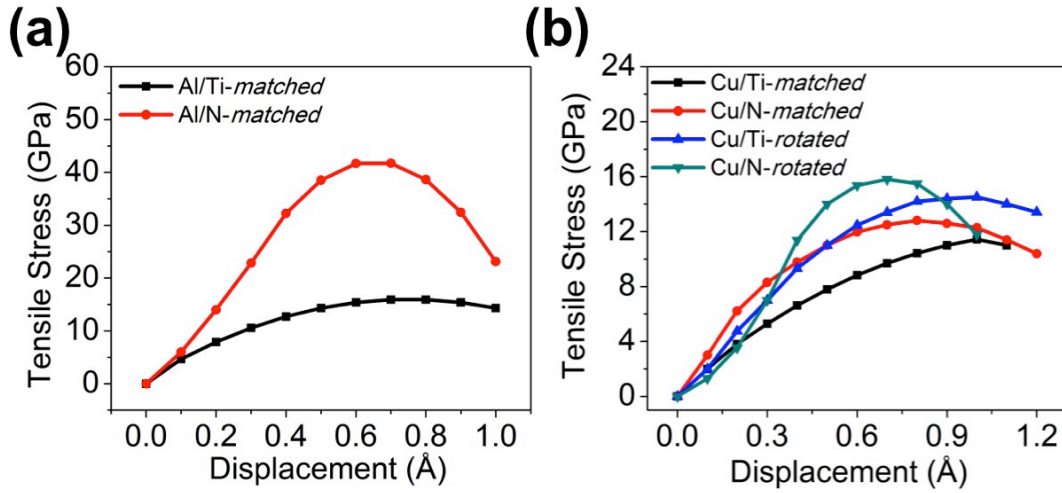 (a)
Tensile Stress (GPa)
60
50
40
30
20
10
0
Al/Ti-matched
Al/N-matched
0.0 0.2 0.4 0.6 0.8 1.0
Displacement (Å)
(b)
Tensile Stress (GPa)
24
20
16
12
8
4
0
Cu/Ti-matched
Cu/N-matched
Cu/Ti-rotated
Cu/N-rotated
0.0 0.3 0.6 0.9 1.2
Displacement (Å)